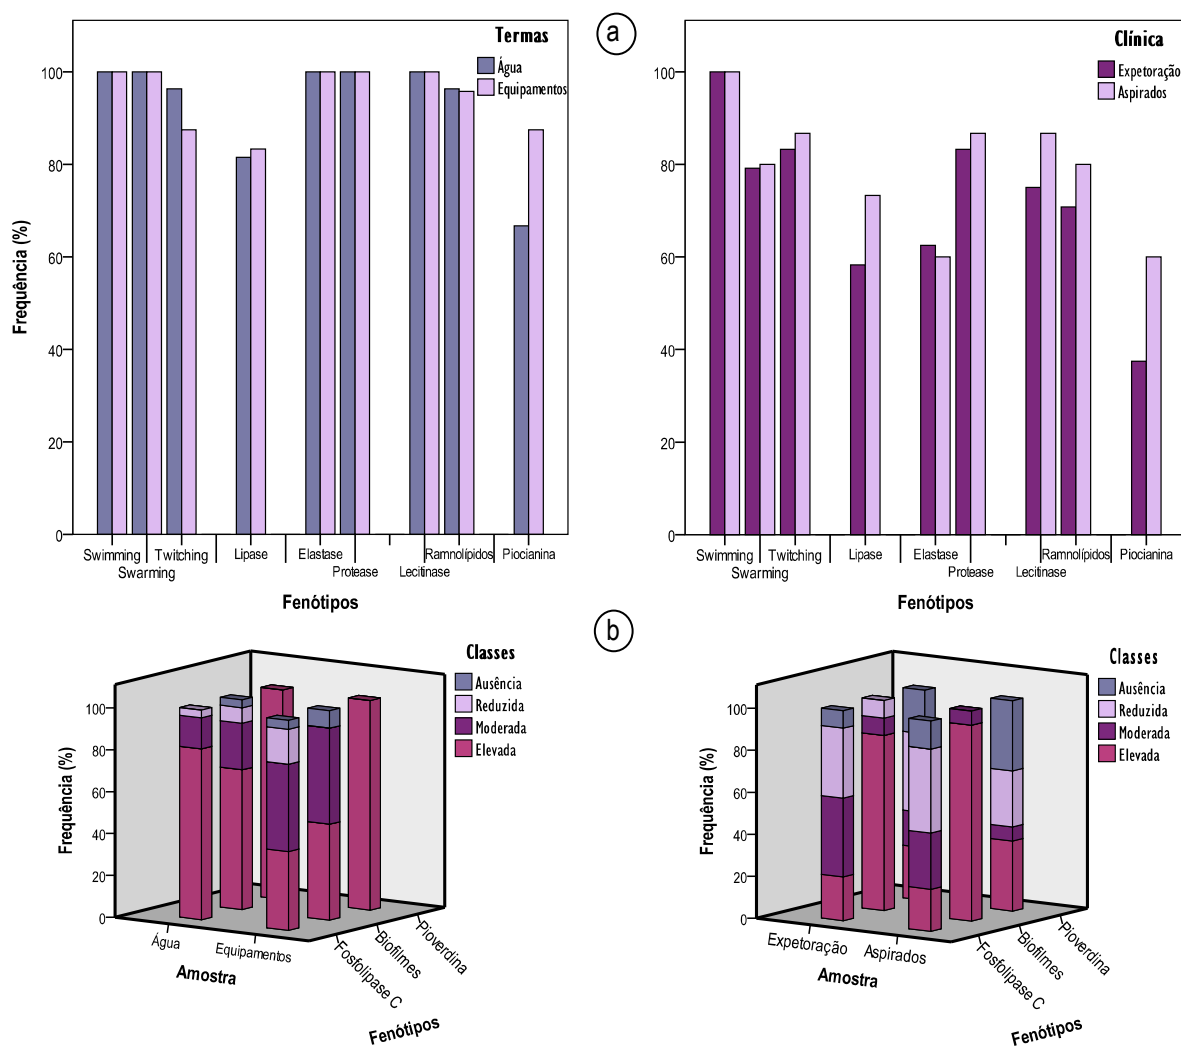 a
Termas
Água
Equipamentos
Frequência (%)
100
80
60
40
20
0
Swimming
Swarming
Twitching
Lipase
Elastase
Protease
Lecitinase
Ramnolípidos
Piocianina
Fenótipos
Clínica
Expetoração
Aspirados
100
80
60
40
20
0
Swimming
Swarming
Twitching
Lipase
Elastase
Protease
Lecitinase
Ramnolípidos
Piocianina
Fenótipos
b
Classes
Ausência
Reduzida
Moderada
Elevada
Frequência (%)
100
80
60
40
20
0
Água
Equipamentos
Amostra
Fosfolipase C
Biofilmes
Pioverdina
Fenótipos
Classes
Ausência
Reduzida
Moderada
Elevada
Frequência (%)
100
80
60
40
20
0
Expetoração
Aspirados
Amostra
Fosfolipase C
Biofilmes
Pioverdina
Fenótipos